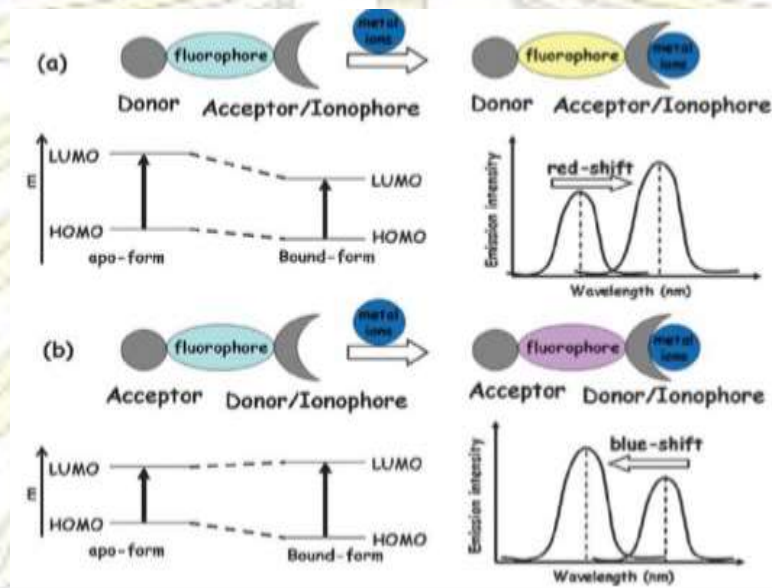 metal ions
(a) fluorophore fluorophore metal ions
Donor Acceptor/Ionophore Donor Acceptor/Ionophore
E
LUMO
LUMO
HOMO
HOMO
apo-form Bound-form
Emission intensity
red-shift
Wavelength (nm)
metal ions
(b) fluorophore fluorophore metal ions
Acceptor Donor/Ionophore Acceptor Donor/Ionophore
E
LUMO
LUMO
HOMO
HOMO
apo-form Bound-form
Emission intensity
blue-shift
Wavelength (nm)